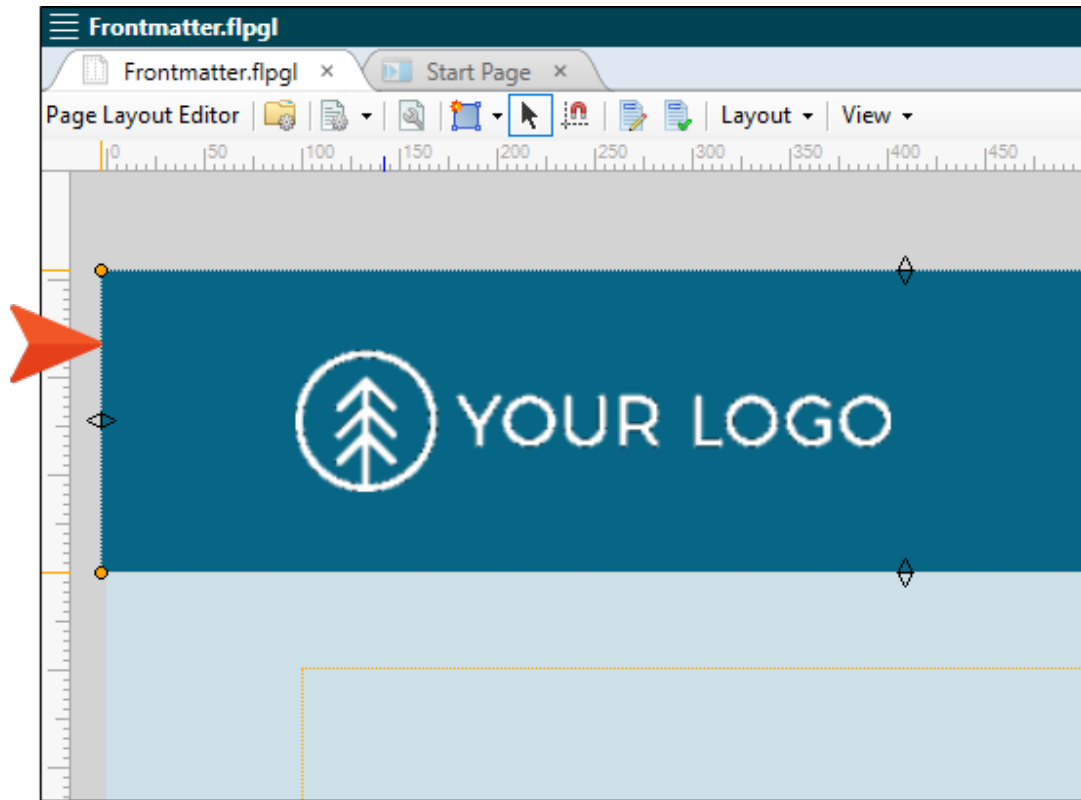 Frontmatter.flpgl
Frontmatter.flpgl × Start Page ×
Page Layout Editor Layout View
0 50 100 150 200 250 300 350 400 450
YOUR LOGO